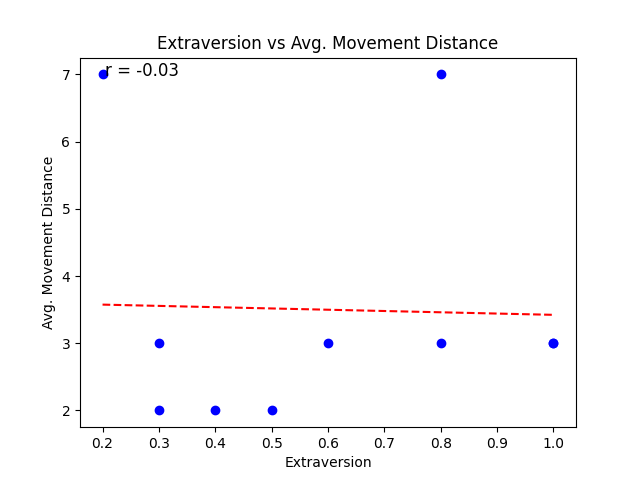 Extraversion vs Avg. Movement Distance
r = -0.03
Avg. Movement Distance
7
6
5
4
3
2
0.2 0.3 0.4 0.5 0.6 0.7 0.8 0.9 1.0
Extraversion